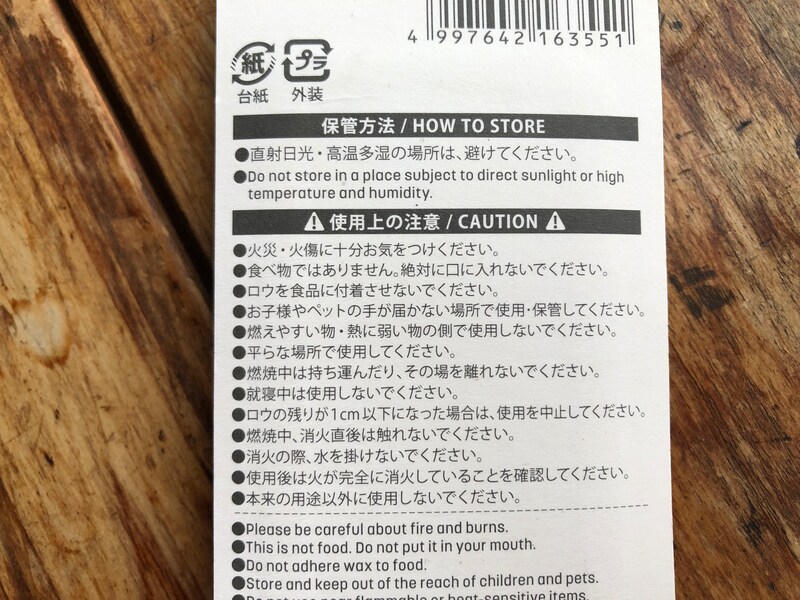 4 997642 163551
紙 プラ
台紙 外装
保管方法 / HOW TO STORE
●直射日光・高温多湿の場所は、避けてください。
●Do not store in a place subject to direct sunlight or high
temperature and humidity.
使用上の注意 / CAUTION
●火災・火傷に十分お気をつけください。
●食べ物ではありません。絶対に口に入れないでください。
●ロウを食品に付着させないでください。
●お子様やペットの手が届かない場所で使用・保管してください。
●燃えやすい物・熱に弱い物の側で使用しないでください。
●平らな場所で使用してください。
●燃焼中は持ち運んだり、その場を離れないでください。
●就寝中は使用しないでください。
●ロウの残りが1cm以下になった場合は、使用を中止してください。
●燃焼中、消火直後は触れないでください。
●消火の際、水を掛けないでください。
●使用後は火が完全に消火していることを確認してください。
●本来の用途以外に使用しないでください。
●Please be careful about fire and burns.
●This is not food. Do not put it in your mouth.
●Do not adhere wax to food.
●Store and keep out of the reach of children and pets.
●Do not use near flammable or heat-sensitive items.